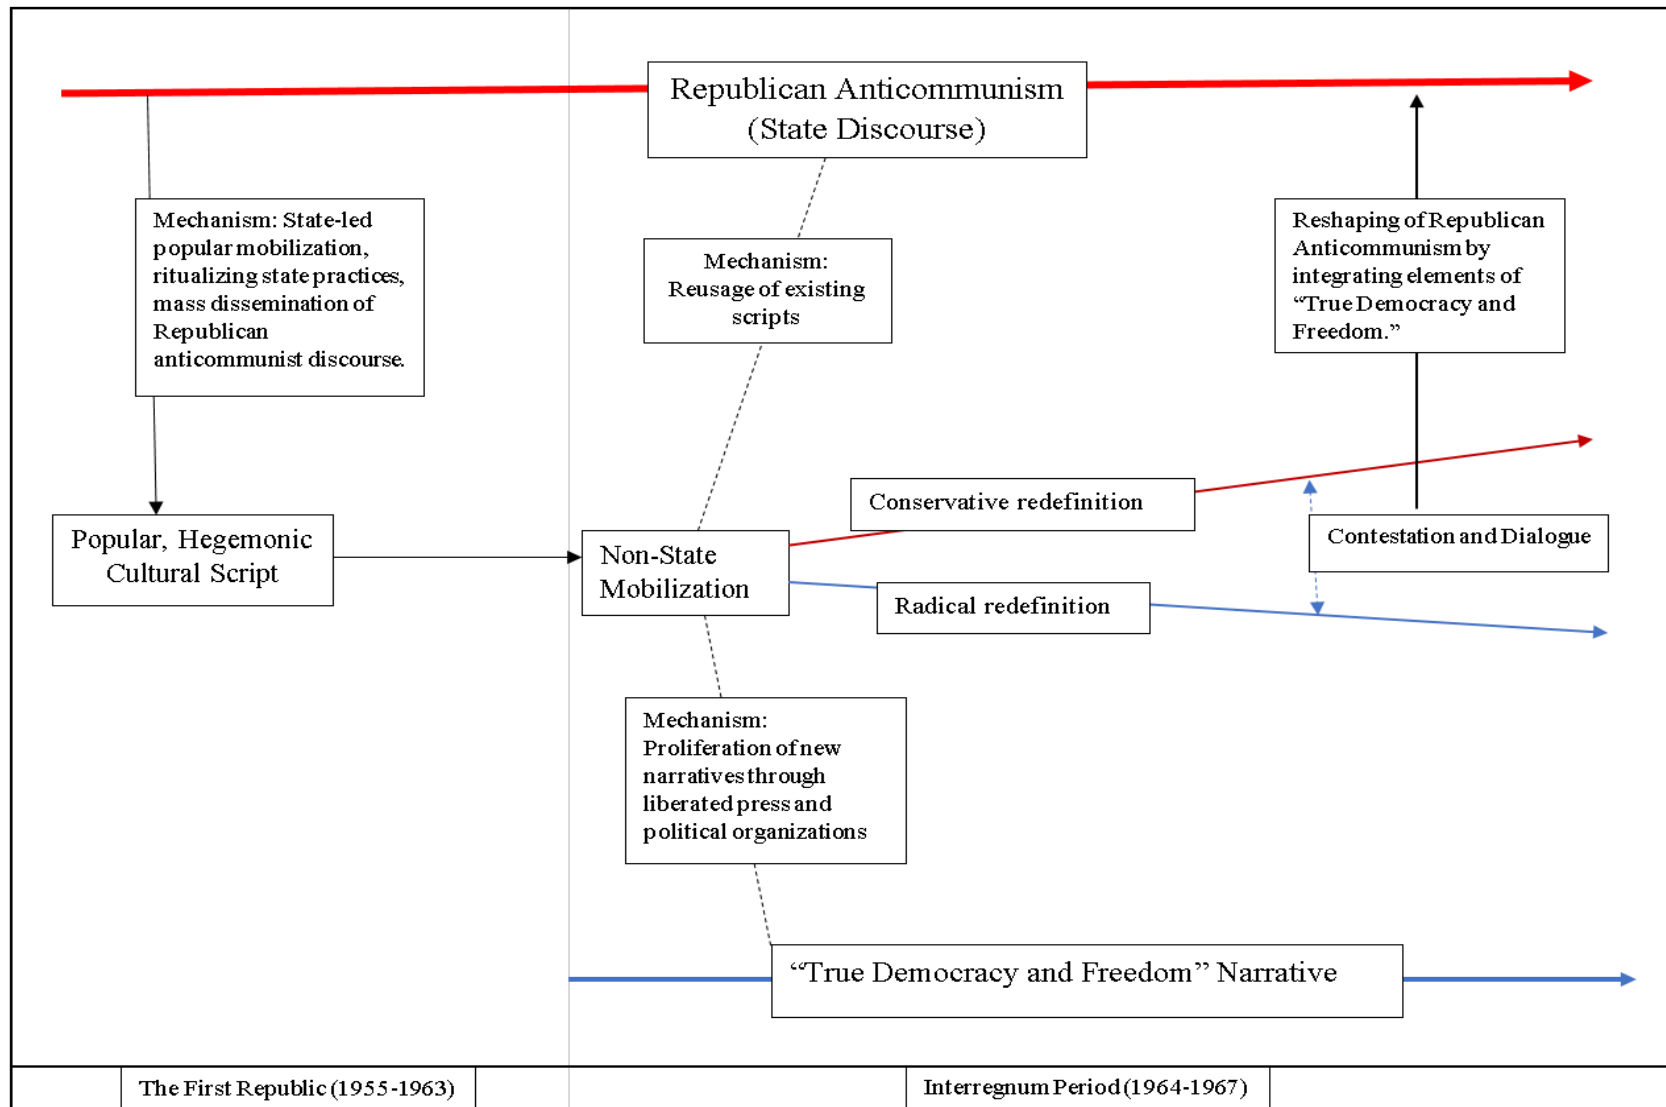 Republican Anticommunism
(State Discourse)
Mechanism: State-led
popular mobilization,
ritualizing state practices,
mass dissemination of
Republican
anticommunist discourse.
Mechanism:
Reusage of existing
scripts
Reshaping of Republican
Anticommunism by
integrating elements of
“True Democracy and
Freedom.”
Conservative redefinition
Popular, Hegemonic
Cultural Script
Non-State
Mobilization
Contestation and Dialogue
Radical redefinition
Mechanism:
Proliferation of new
narratives through
liberated press and
political organizations
“True Democracy and Freedom” Narrative
The First Republic (1955-1963)
Interregnum Period (1964-1967)